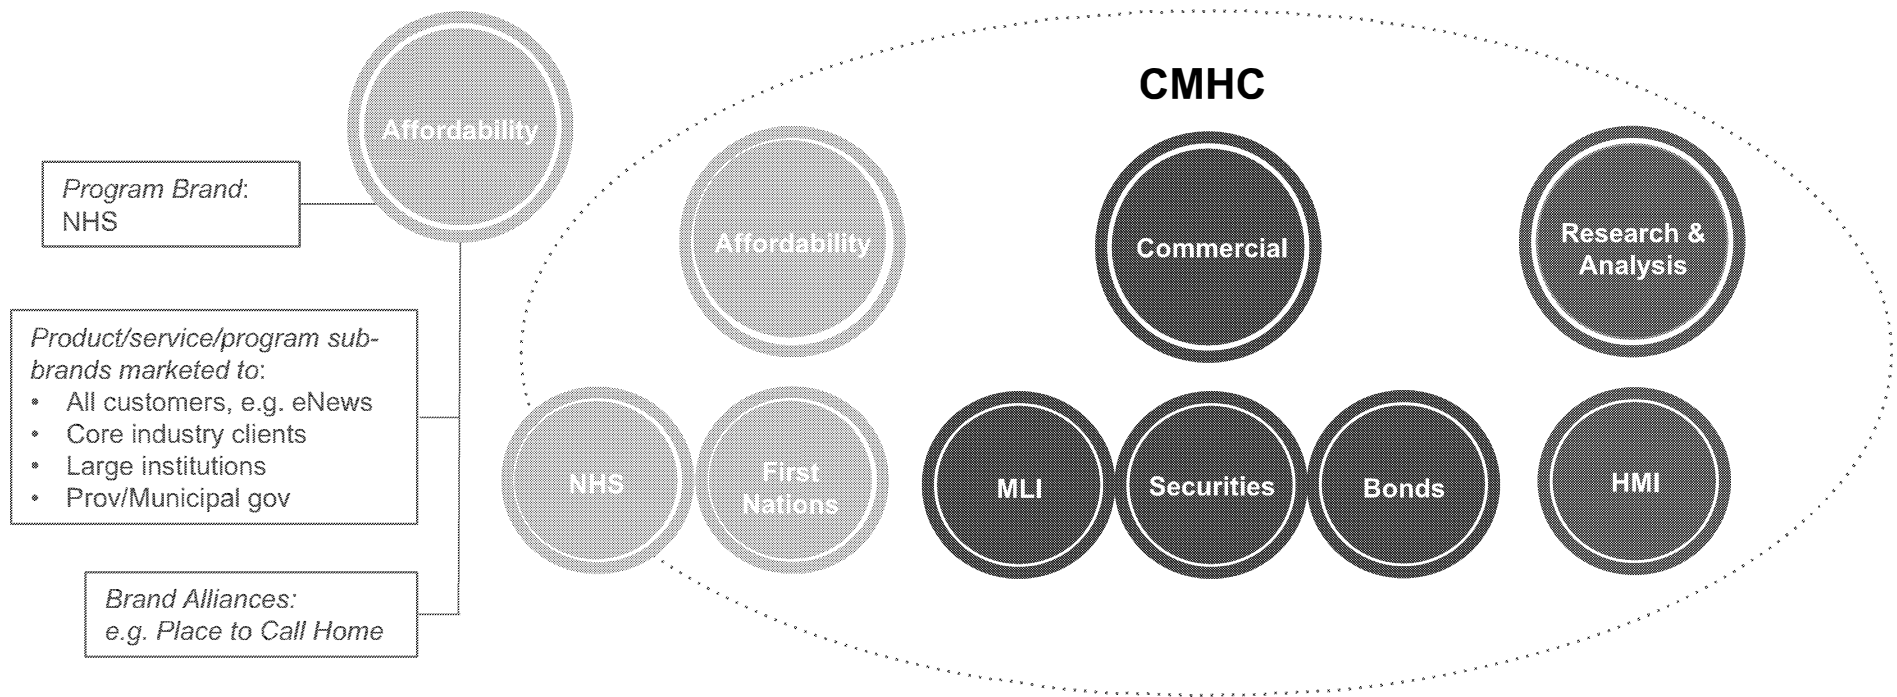 CMHC
Affordability
Program Brand:
NHS
Product/service/program sub-
brands marketed to:
• All customers, e.g. eNews
• Core industry clients
• Large institutions
• Prov/Municipal gov
Brand Alliances:
e.g. Place to Call Home
Affordability
Commercial
Research &
Analysis
NHS
First
Nations
MLI
Securities
Bonds
HMI